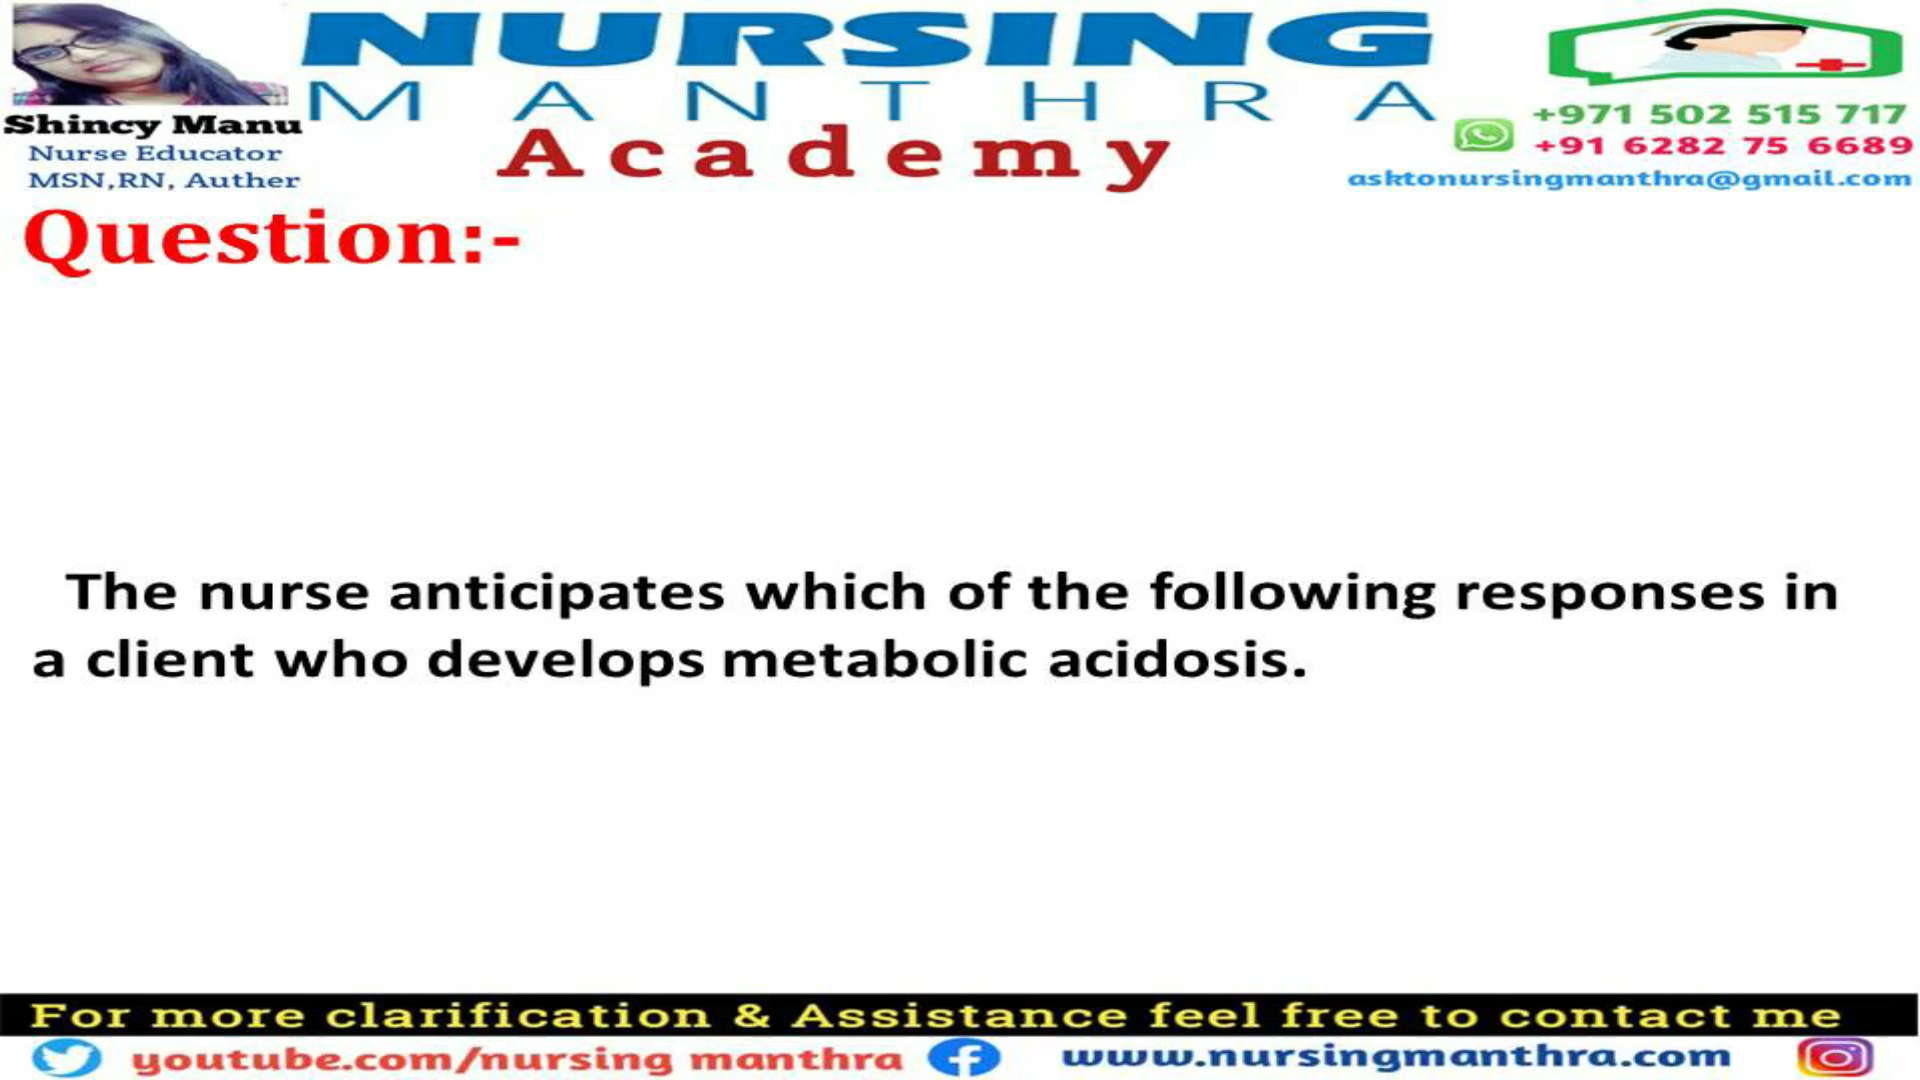 NURSING
MANTHRA
Academy
Shincy Manu
Nurse Educator
MSN,RN, Auther
+971 502 515 717
+91 6282 75 6689
asktonursingmanthra@gmail.com
Question:-
The nurse anticipates which of the following responses in
a client who develops metabolic acidosis.
For more clarification & Assistance feel free to contact me
youtube.com/nursing manthra
www.nursingmanthra.com